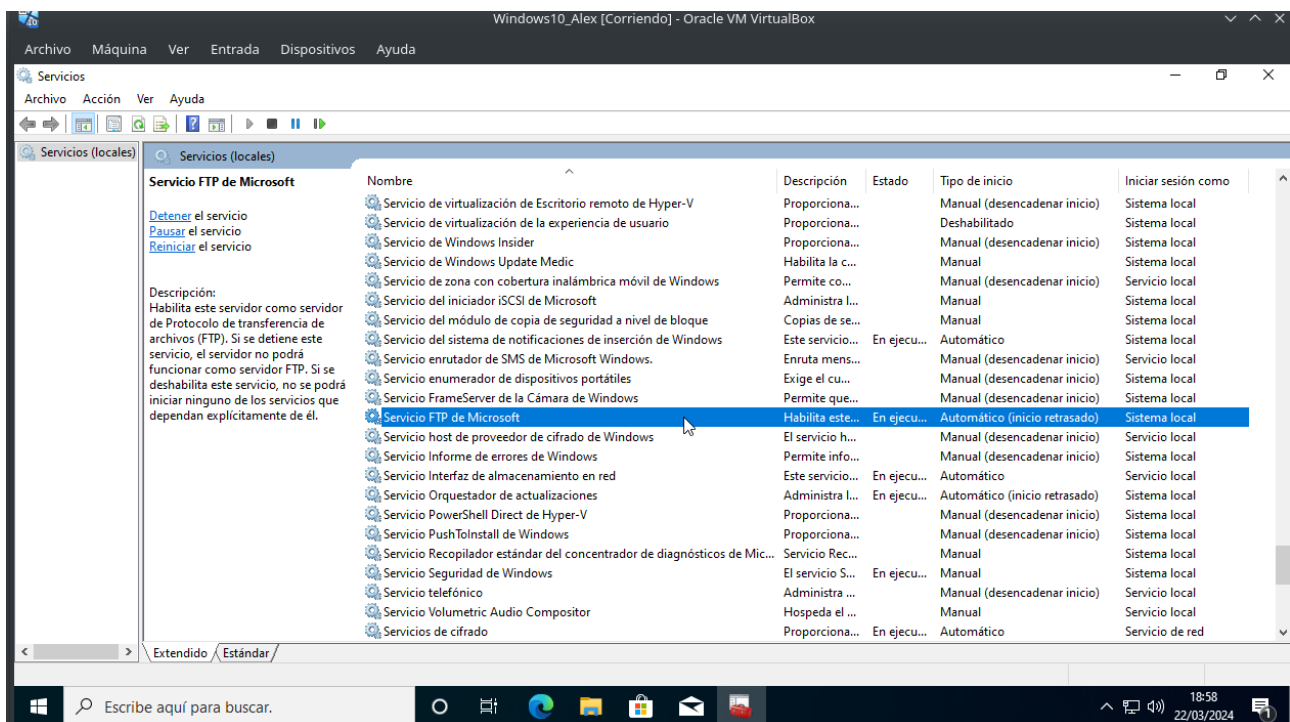 Windows10_Alex [Corriendo] - Oracle VM VirtualBox
Archivo Máquina Ver Entrada Dispositivos Ayuda
Servicios
Archivo Acción Ver Ayuda
Servicios (locales)
Servicios (locales)
Servicio FTP de Microsoft
Detener el servicio
Pausar el servicio
Reiniciar el servicio
Descripción:
Habilita este servidor como servidor
de Protocolo de transferencia de
archivos (FTP). Si se detiene este
servicio, el servidor no podrá
funcionar como servidor FTP. Si se
deshabilita este servicio, no se podrá
iniciar ninguno de los servicios que
dependan explícitamente de él.
Nombre Descripción Estado Tipo de inicio Iniciar sesión como
Servicio de virtualización de Escritorio remoto de Hyper-V Proporciona... Manual (desencadenar inicio) Sistema local
Servicio de virtualización de la experiencia de usuario Proporciona... Deshabilitado Sistema local
Servicio de Windows Insider Proporciona... Manual (desencadenar inicio) Sistema local
Servicio de Windows Update Medic Habilita la c... Manual Sistema local
Servicio de zona con cobertura inalámbrica móvil de Windows Permite co... Manual (desencadenar inicio) Servicio local
Servicio del iniciador iSCSI de Microsoft Administra l... Manual Sistema local
Servicio del módulo de copia de seguridad a nivel de bloque Copias de se... Manual Sistema local
Servicio del sistema de notificaciones de inserción de Windows Este servicio... En ejecu... Automático Sistema local
Servicio enrutador de SMS de Microsoft Windows. Enruta mens... Manual (desencadenar inicio) Servicio local
Servicio enumerador de dispositivos portátiles Exige el cu... Manual (desencadenar inicio) Sistema local
Servicio FrameServer de la Cámara de Windows Permite que... Manual (desencadenar inicio) Sistema local
Servicio FTP de Microsoft Habilita este... En ejecu... Automático (inicio retrasado) Sistema local
Servicio host de proveedor de cifrado de Windows El servicio h... Manual (desencadenar inicio) Servicio local
Servicio Informe de errores de Windows Permite info... Manual (desencadenar inicio) Sistema local
Servicio Interfaz de almacenamiento en red Este servicio... En ejecu... Automático Servicio local
Servicio Orquestador de actualizaciones Administra l... En ejecu... Automático (inicio retrasado) Sistema local
Servicio PowerShell Direct de Hyper-V Proporciona... Manual (desencadenar inicio) Sistema local
Servicio PushToInstall de Windows Proporciona... Manual (desencadenar inicio) Sistema local
Servicio Recopilador estándar del concentrador de diagnósticos de Mic... Servicio Rec... Manual Sistema local
Servicio Seguridad de Windows El servicio S... En ejecu... Manual Sistema local
Servicio telefónico Administra ... Manual (desencadenar inicio) Servicio local
Servicio Volumetric Audio Compositor Hospeda el ... Manual Servicio local
Servicios de cifrado Proporciona... En ejecu... Automático Servicio de red
Extendido Estándar
Escribe aquí para buscar.
18:58
22/03/2024